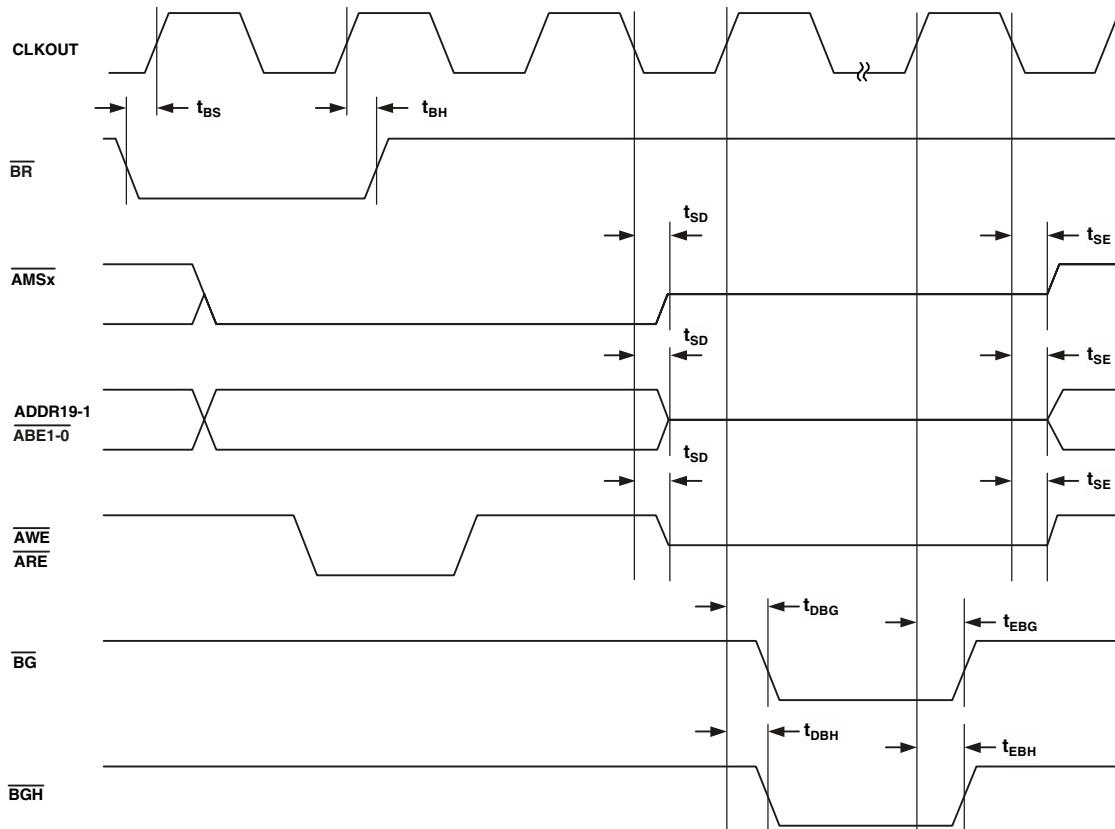 CLKOUT
tBS
tBH
BR
tSD
tSE
AMSx
tSD
tSE
ADDR19-1
ABE1-0
tSD
tSE
AWE
ARE
tDBG
tEBG
BG
tDBH
tEBH
BGH